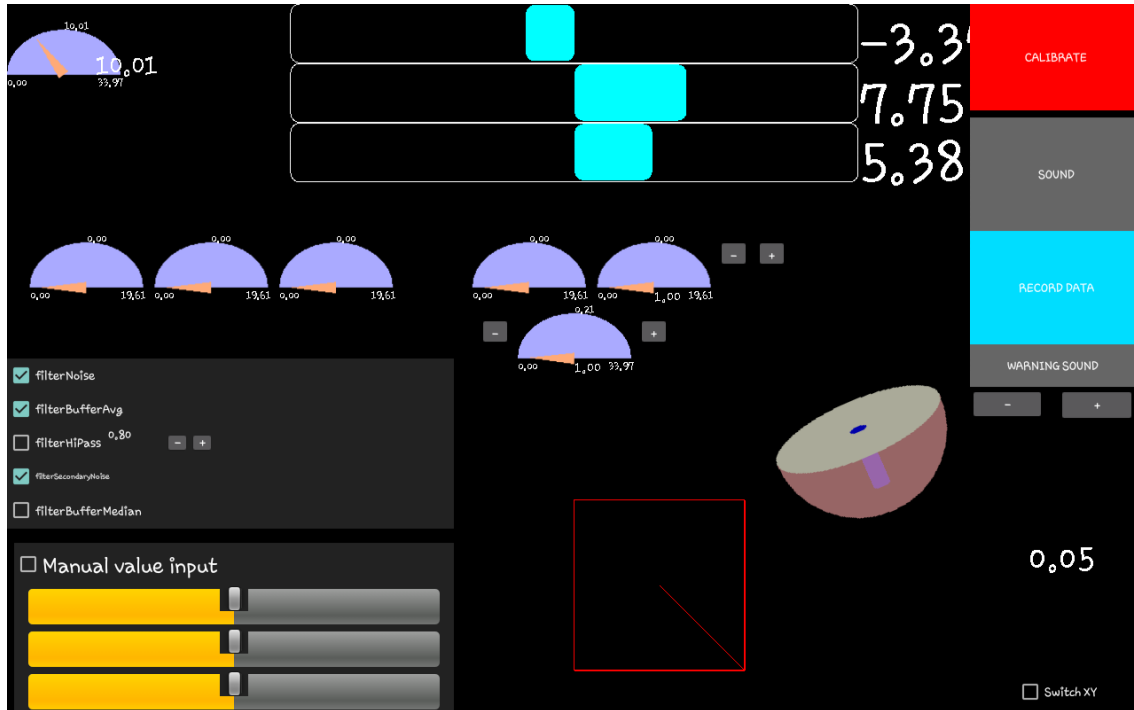 10,01
10,01
0,00 33,97
-3.3
7.75
5.38
CALIBRATE
SOUND
RECORD DATA
WARNING SOUND
- +
0,00 0,00 0,00 0,00 0,00
- +
0,00 19,61 0,00 19,61 0,00 19,61 0,00 19,61 0,00 1,00 19,61
0,21
- +
0,00 1,00 33,97
filterNoise
filterBufferAvg
filterHiPass 0,80 - +
filterSecondaryNoise
filterBufferMedian
Manual value input
0,05
Switch XY